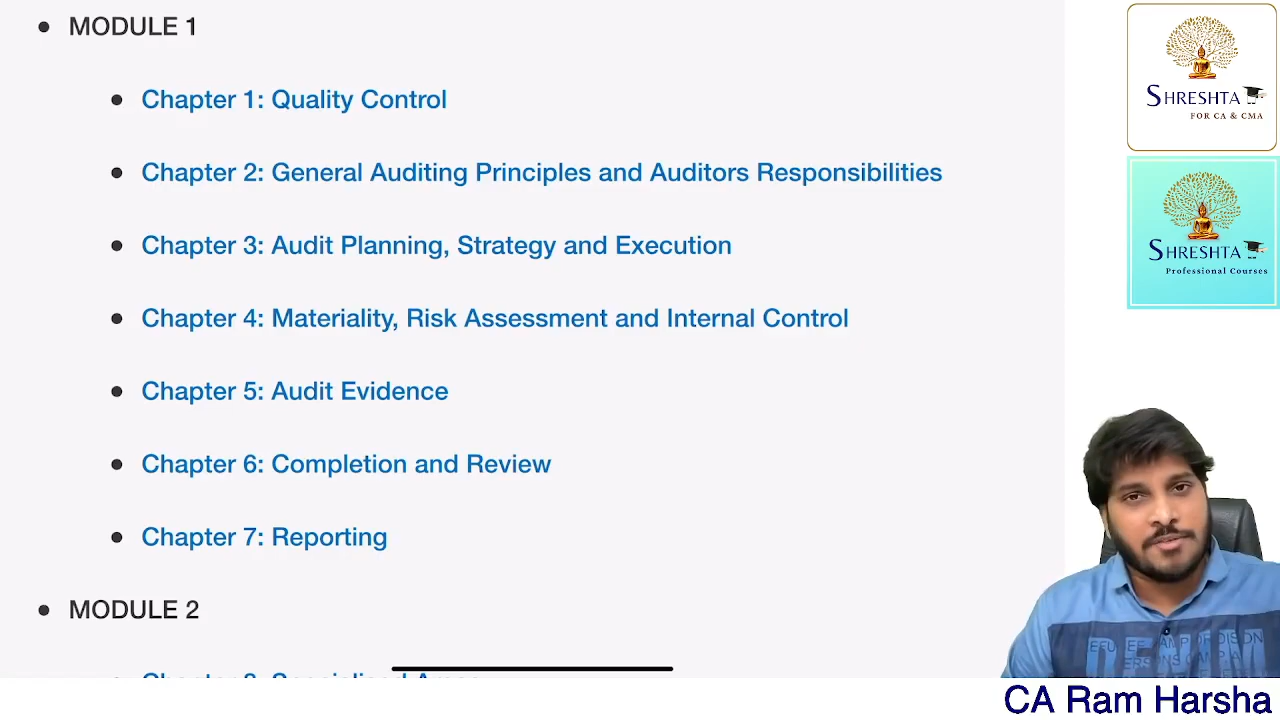 MODULE 1
Chapter 1: Quality Control
Chapter 2: General Auditing Principles and Auditors Responsibilities
Chapter 3: Audit Planning, Strategy and Execution
Chapter 4: Materiality, Risk Assessment and Internal Control
Chapter 5: Audit Evidence
Chapter 6: Completion and Review
Chapter 7: Reporting
MODULE 2
SHRESHTA
FOR CA & CMA
SHRESHTA
Professional Courses
CA Ram Harsha